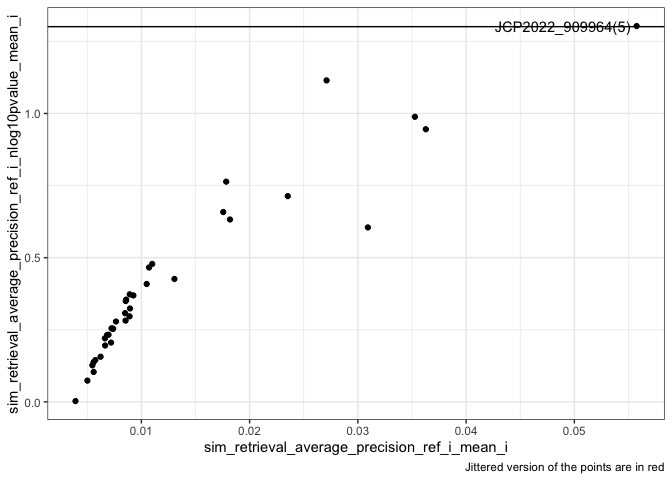 sim_retrieval_average_precision_ref_i_nlog10pvalue_mean_i
JCP2022_909964(5)
1.0
0.5
0.0
0.01 0.02 0.03 0.04 0.05
sim_retrieval_average_precision_ref_i_mean_i
Jittered version of the points are in red